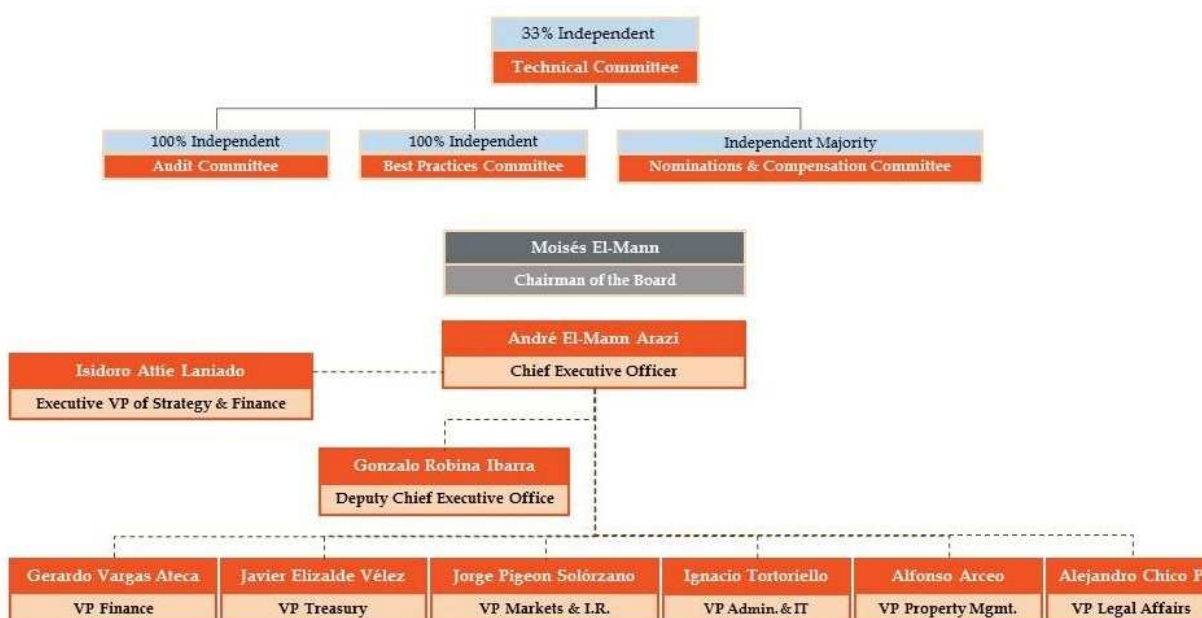 33% Independent
Technical Committee
100% Independent
Audit Committee
100% Independent
Best Practices Committee
Independent Majority
Nominations & Compensation Committee
Moisés El-Mann
Chairman of the Board
André El-Mann Arazi
Chief Executive Officer
Isidoro Attie Laniado
Executive VP of Strategy & Finance
Gonzalo Robina Ibarra
Deputy Chief Executive Office
Gerardo Vargas Ateca
VP Finance
Javier Elizalde Vélez
VP Treasury
Jorge Pigeon Solórzano
VP Markets & I.R.
Ignacio Tortoriello
VP Admin. & IT
Alfonso Arceo
VP Property Mgmt.
Alejandro Chico P
VP Legal Affairs